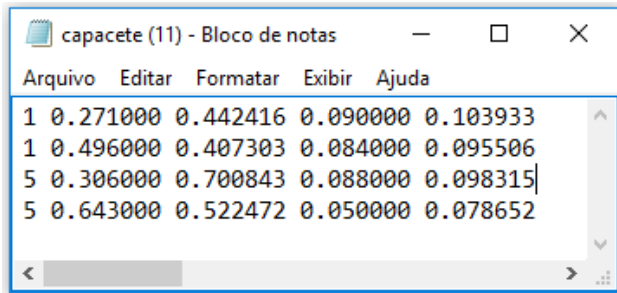 capacete (11) - Bloco de notas
Arquivo Editar Formatar Exibir Ajuda
1 0.271000 0.442416 0.090000 0.103933
1 0.496000 0.407303 0.084000 0.095506
5 0.306000 0.700843 0.088000 0.098315
5 0.643000 0.522472 0.050000 0.078652